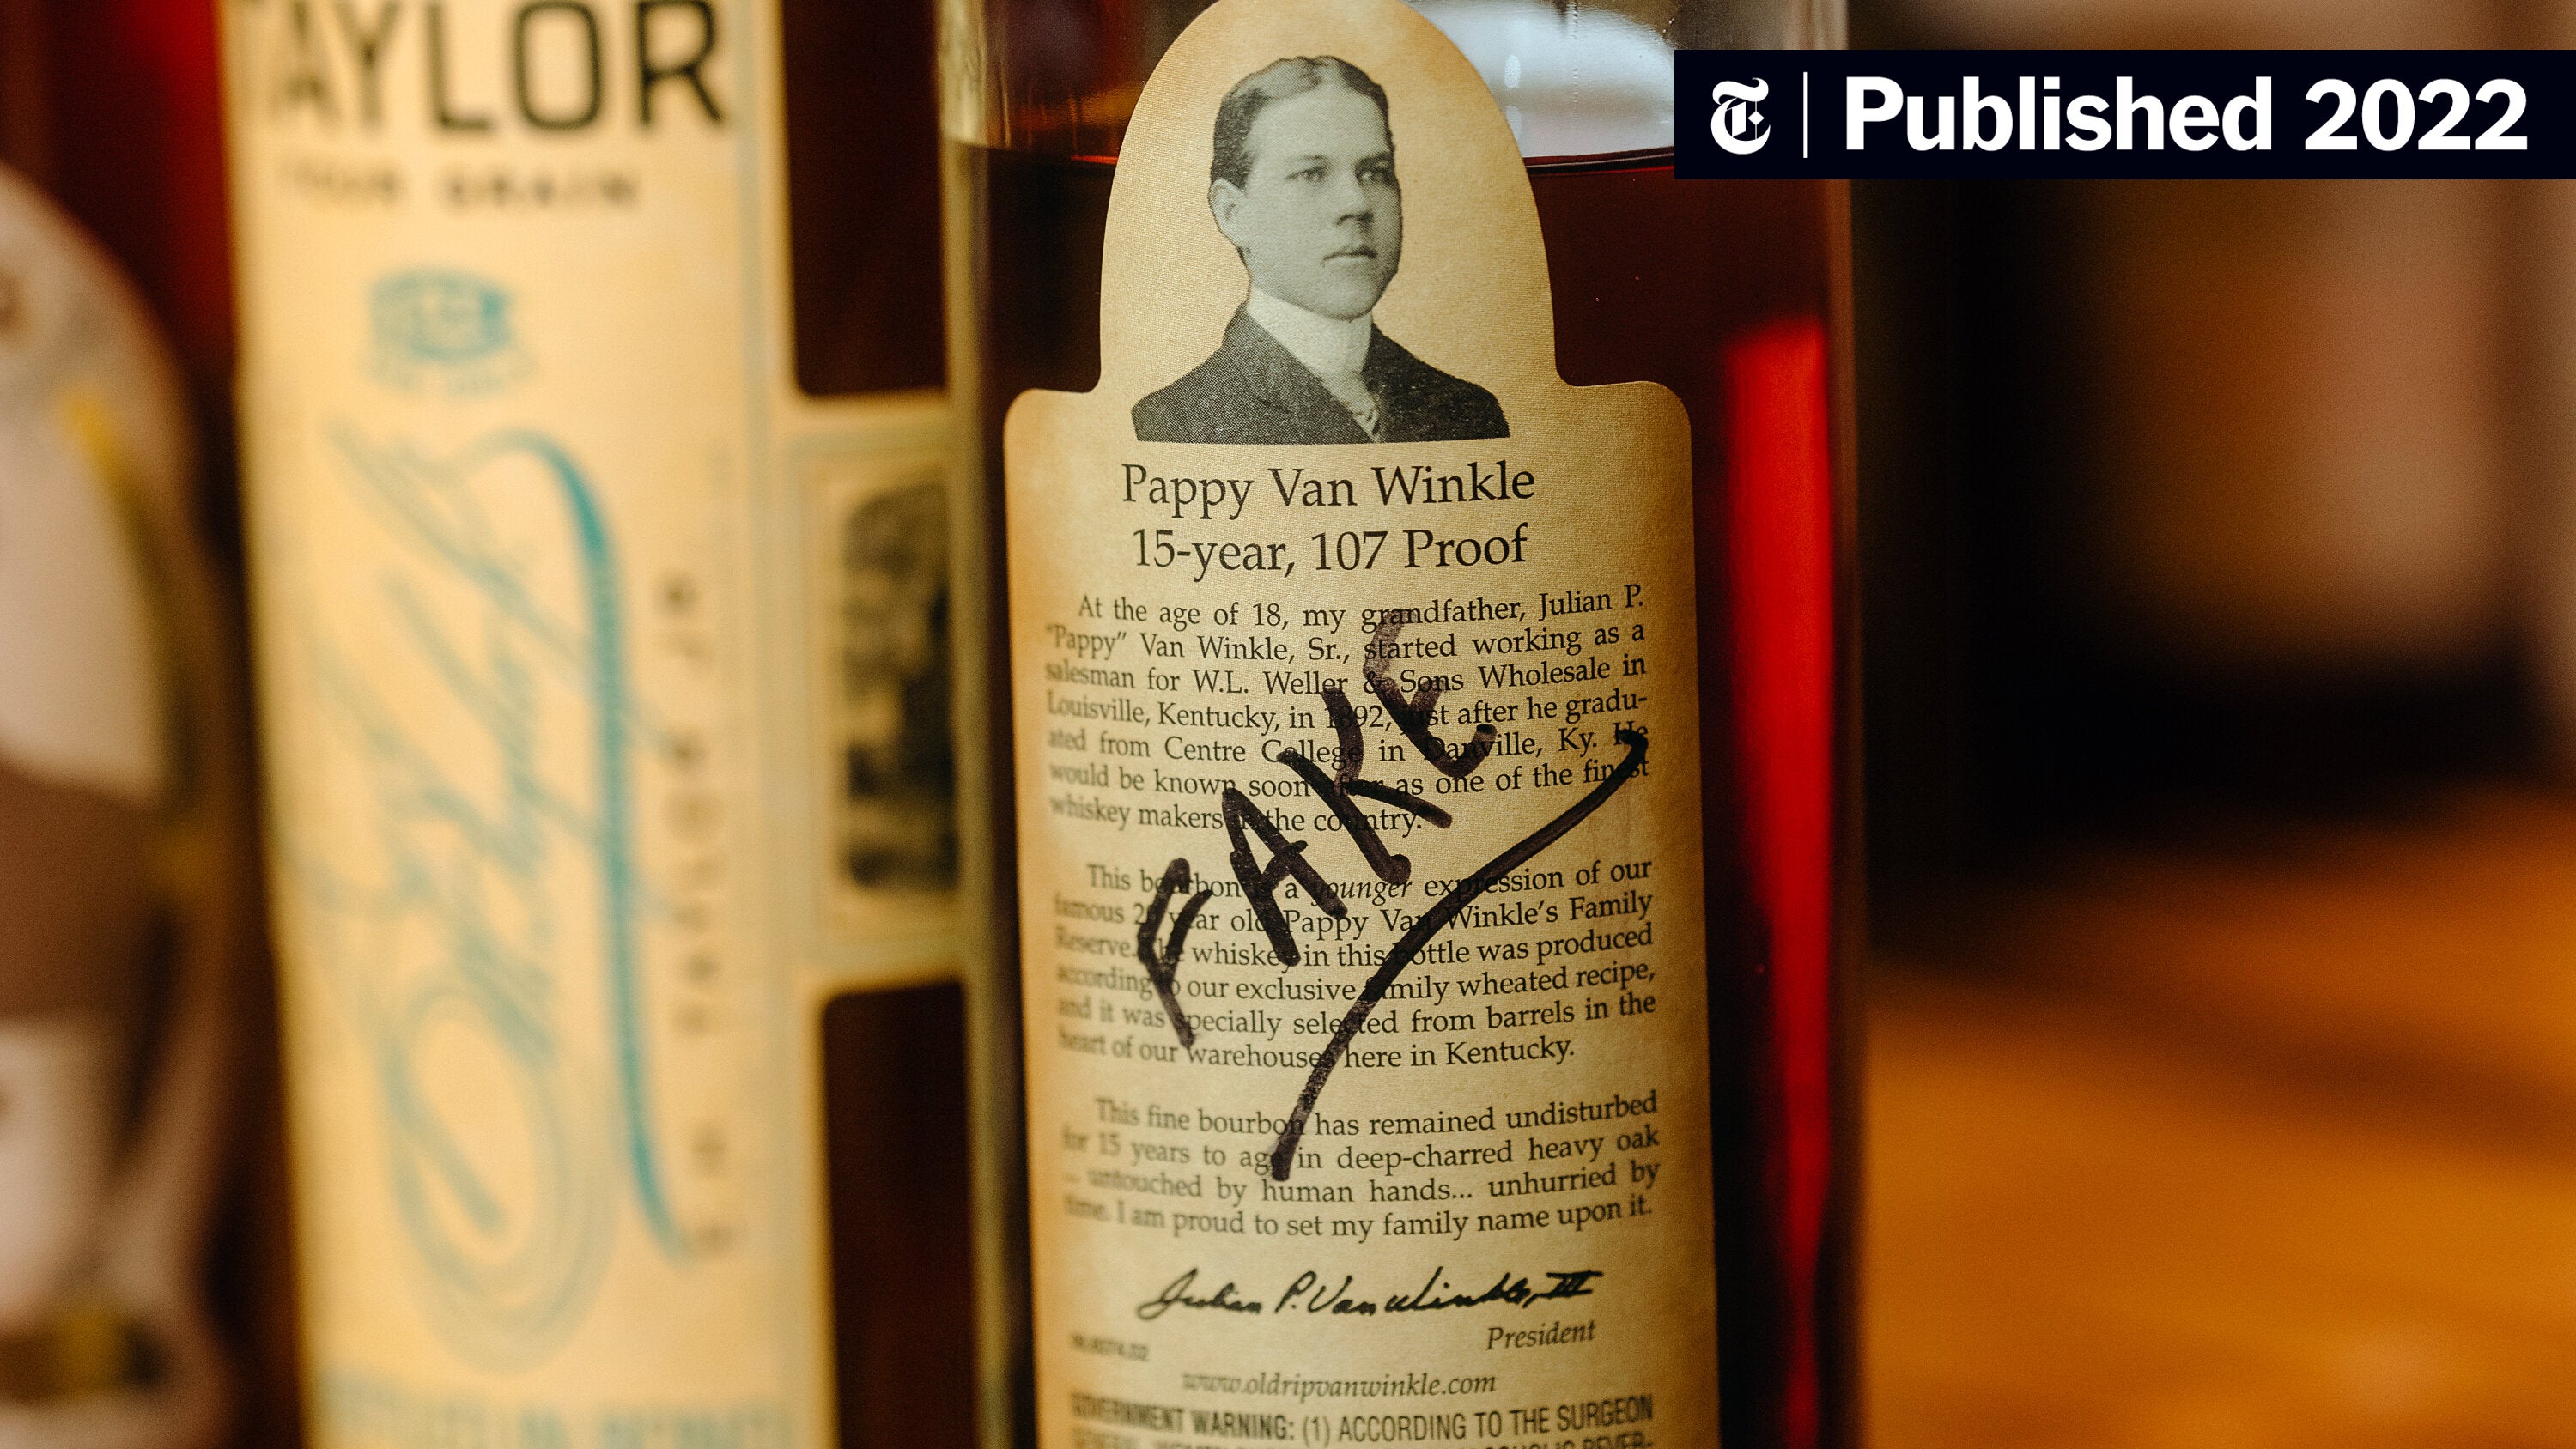 T | Published 2022
AYLOR
FOUR GRAIN
Pappy Van Winkle
15-year, 107 Proof
At the age of 18, my grandfather, Julian P.
"Pappy" Van Winkle, Sr., started working as a
salesman for W.L. Weller & Sons Wholesale in
Louisville, Kentucky, in 1892, just after he gradu-
ated from Centre College in Danville, Ky. He
would be known soon after as one of the finest
whiskey makers in the country.
This bourbon is a younger expression of our
famous 20 year old Pappy Van Winkle's Family
Reserve. The whiskey in this bottle was produced
according to our exclusive family wheated recipe,
and it was specially selected from barrels in the
heart of our warehouses here in Kentucky.
This fine bourbon has remained undisturbed
for 15 years to age in deep-charred heavy oak
... untouched by human hands... unhurried by
time. I am proud to set my family name upon it.
FAKE
Julian P. Van Winkle, III
President
www.oldripvanwinkle.com
GOVERNMENT WARNING: (1) ACCORDING TO THE SURGEON